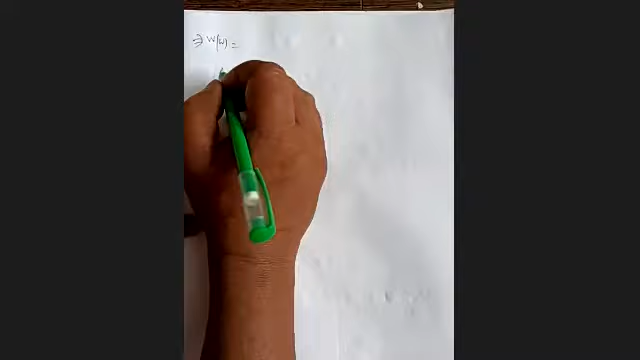 ⇒ W(ω) =